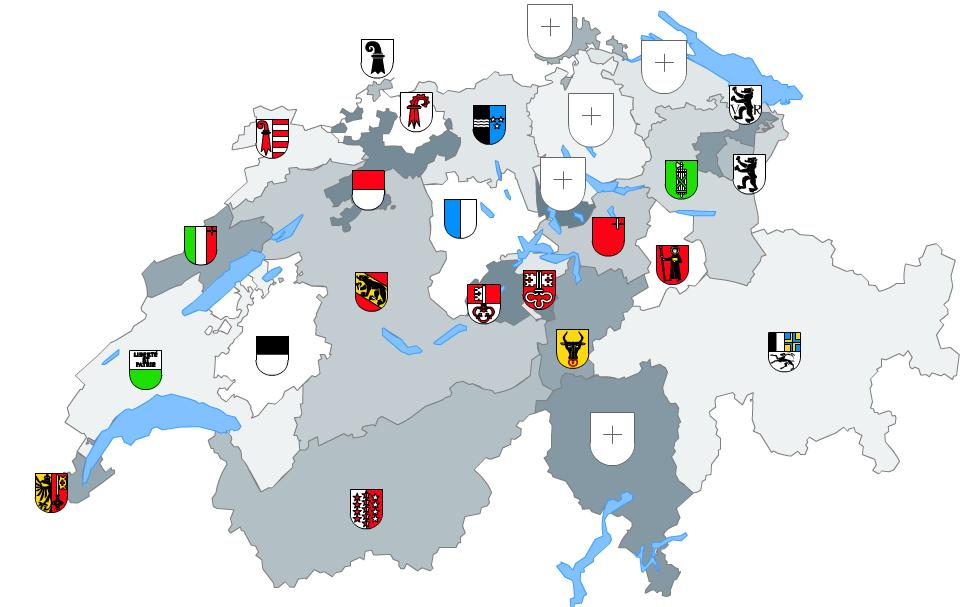 V R
LIBERTÉ
ET
PATRIE